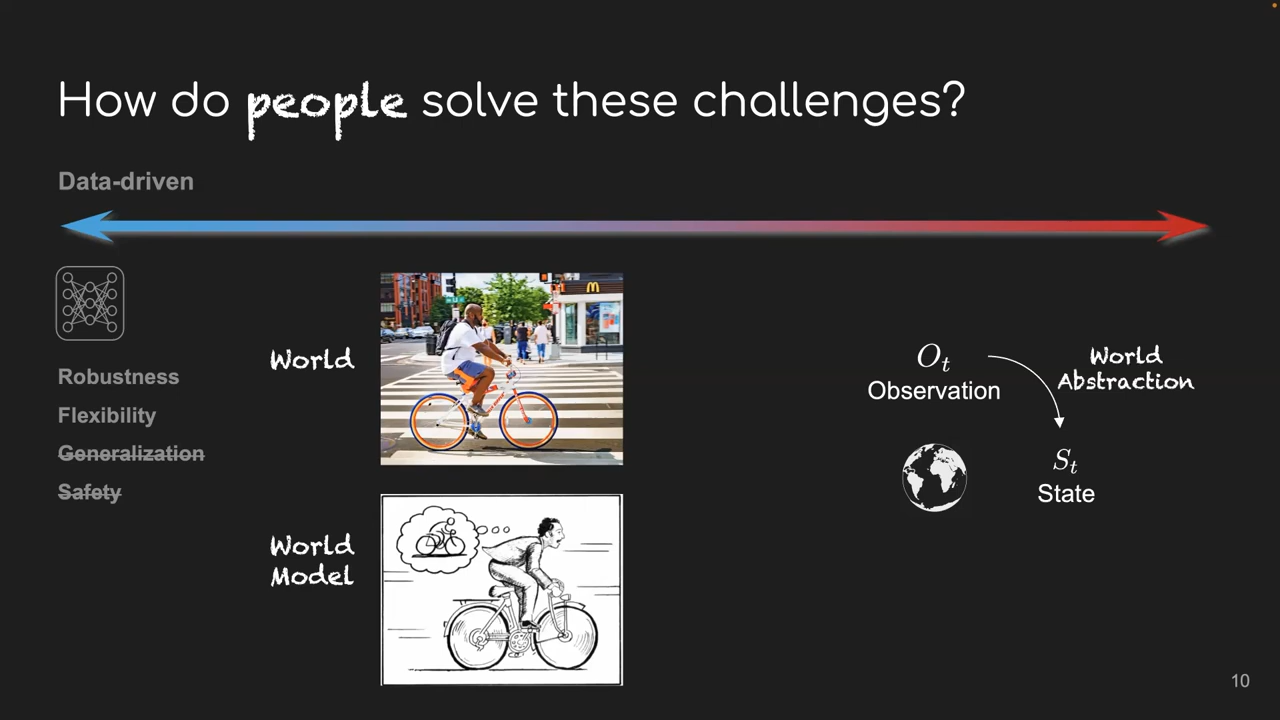 How do people solve these challenges?
Data-driven
Robustness
Flexibility
Generalization
Safety
World
World
Model
O_t
Observation
World
Abstraction
S_t
State
10